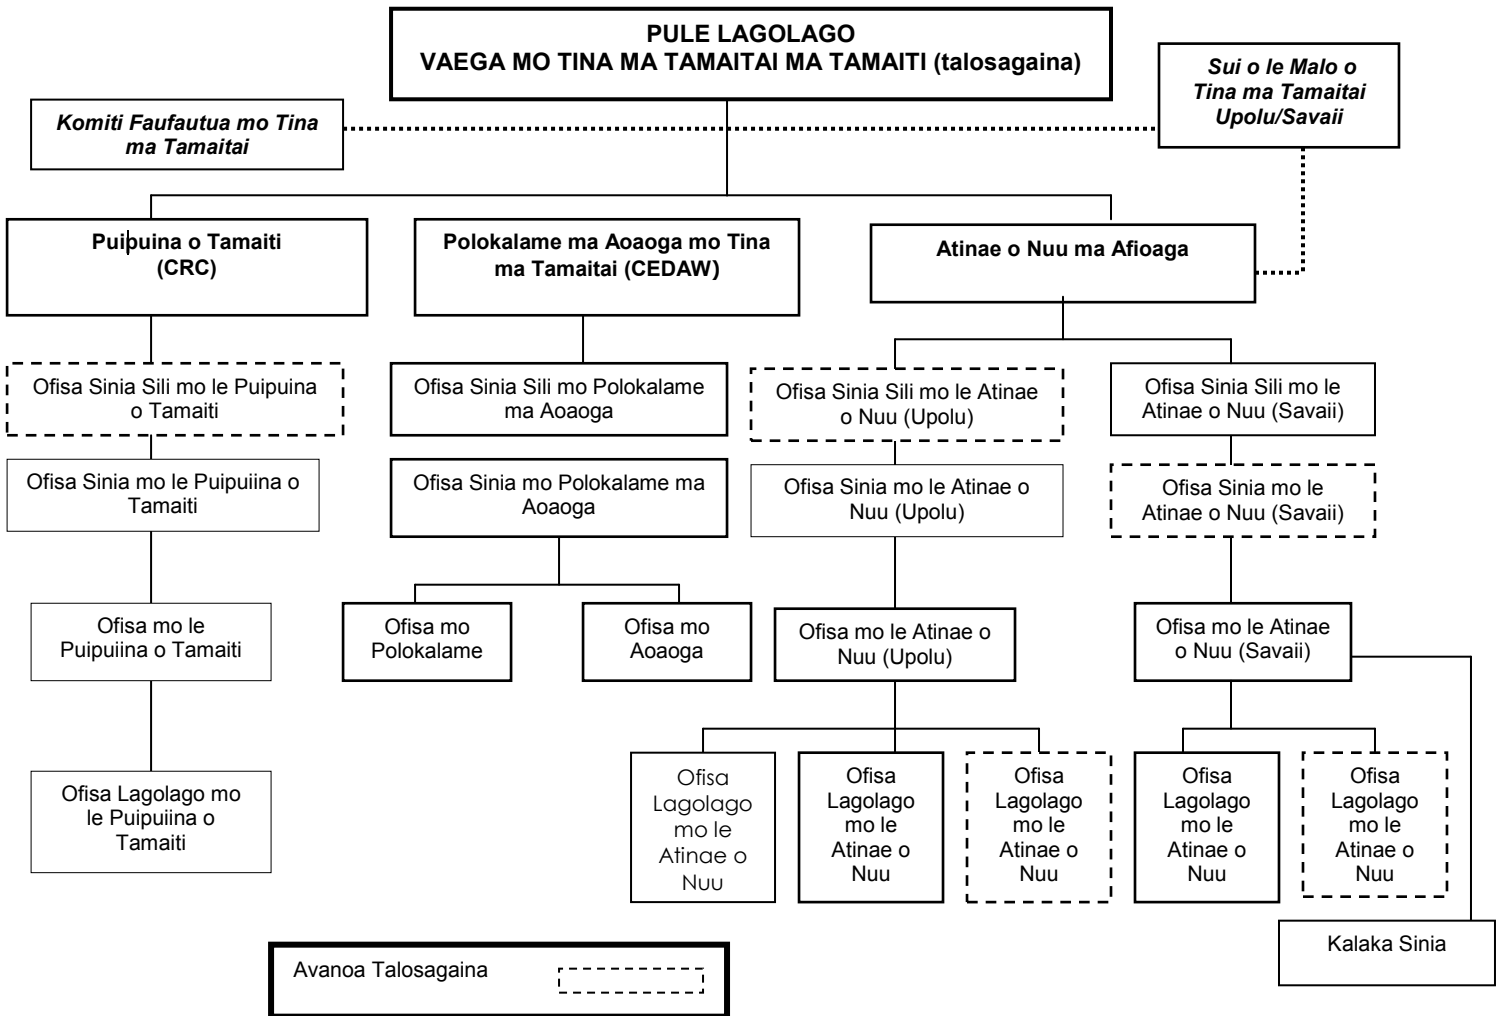 PULE LAGOLAGO
VAEGA MO TINA MA TAMAITAI MA TAMAITI (talosagaina)
Sui o le Malo o
Tina ma Tamaitai
Upolu/Savaii
Komiti Faufautua mo Tina
ma Tamaitai
Puipuina o Tamaiti
(CRC)
Polokalame ma Aoaoga mo Tina
ma Tamaitai (CEDAW)
Atinae o Nuu ma Afioaga
Ofisa Sinia Sili mo le Puipuina
o Tamaiti
Ofisa Sinia Sili mo Polokalame
ma Aoaoga
Ofisa Sinia Sili mo le Atinae
o Nuu (Upolu)
Ofisa Sinia Sili mo le
Atinae o Nuu (Savaii)
Ofisa Sinia mo le Puipuiina o
Tamaiti
Ofisa Sinia mo Polokalame ma
Aoaoga
Ofisa Sinia mo le Atinae o
Nuu (Upolu)
Ofisa Sinia mo le
Atinae o Nuu (Savaii)
Ofisa mo le
Puipuiina o Tamaiti
Ofisa mo
Polokalame
Ofisa mo
Aoaoga
Ofisa mo le Atinae o
Nuu (Upolu)
Ofisa mo le Atinae
o Nuu (Savaii)
Ofisa Lagolago mo
le Puipuiina o
Tamaiti
Ofisa
Lagolago
mo le
Atinae o
Nuu
Ofisa
Lagolago
mo le
Atinae o
Nuu
Ofisa
Lagolago
mo le
Atinae o
Nuu
Ofisa
Lagolago
mo le
Atinae o
Nuu
Ofisa
Lagolago
mo le
Atinae o
Nuu
Kalaka Sinia
Avanoa Talosagaina